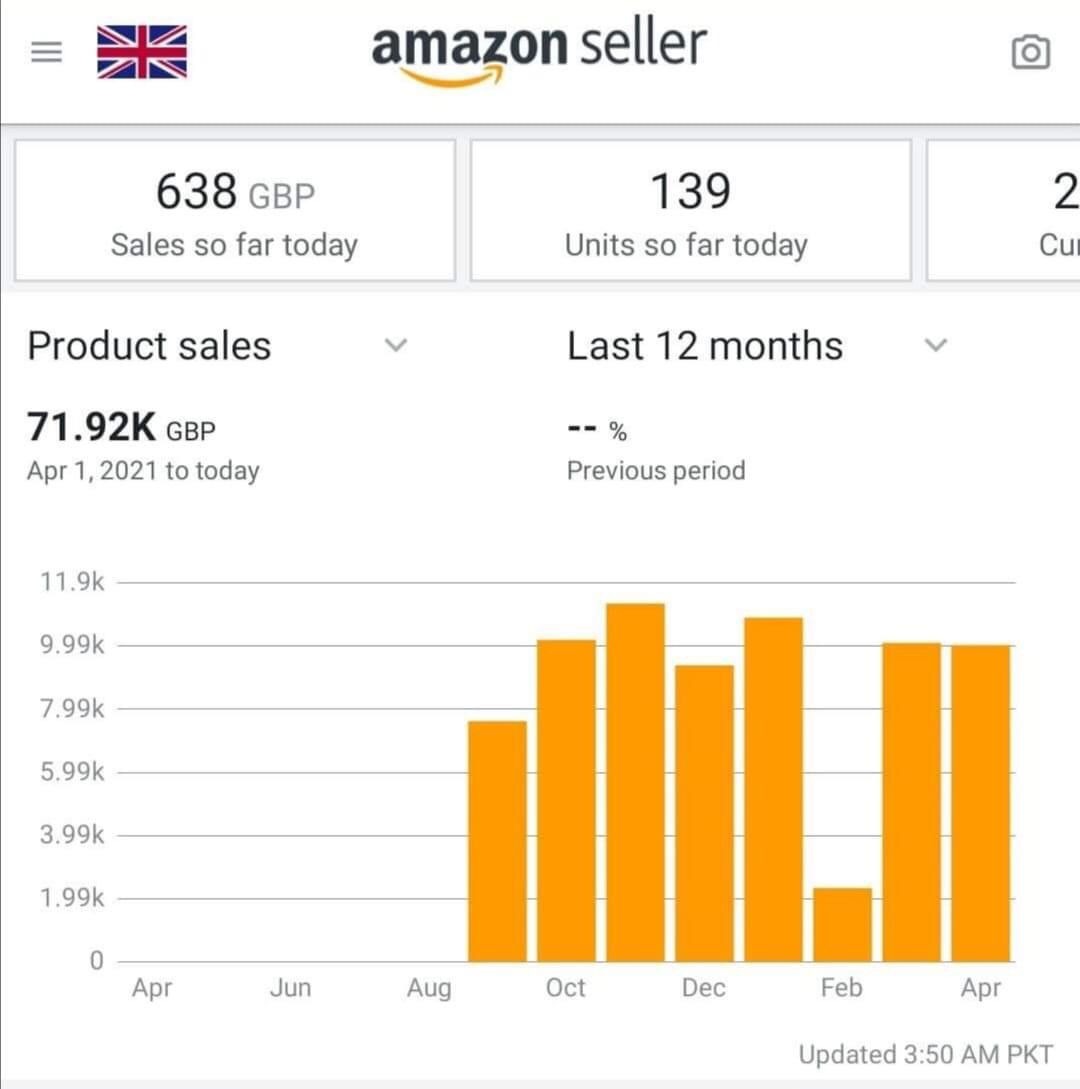 amazon seller
638 GBP
Sales so far today
139
Units so far today
2
Product sales
Last 12 months
71.92K GBP
Apr 1, 2021 to today
-- %
Previous period
11.9k
9.99k
7.99k
5.99k
3.99k
1.99k
0
Apr Jun Aug Oct Dec Feb Apr
Updated 3:50 AM PKT